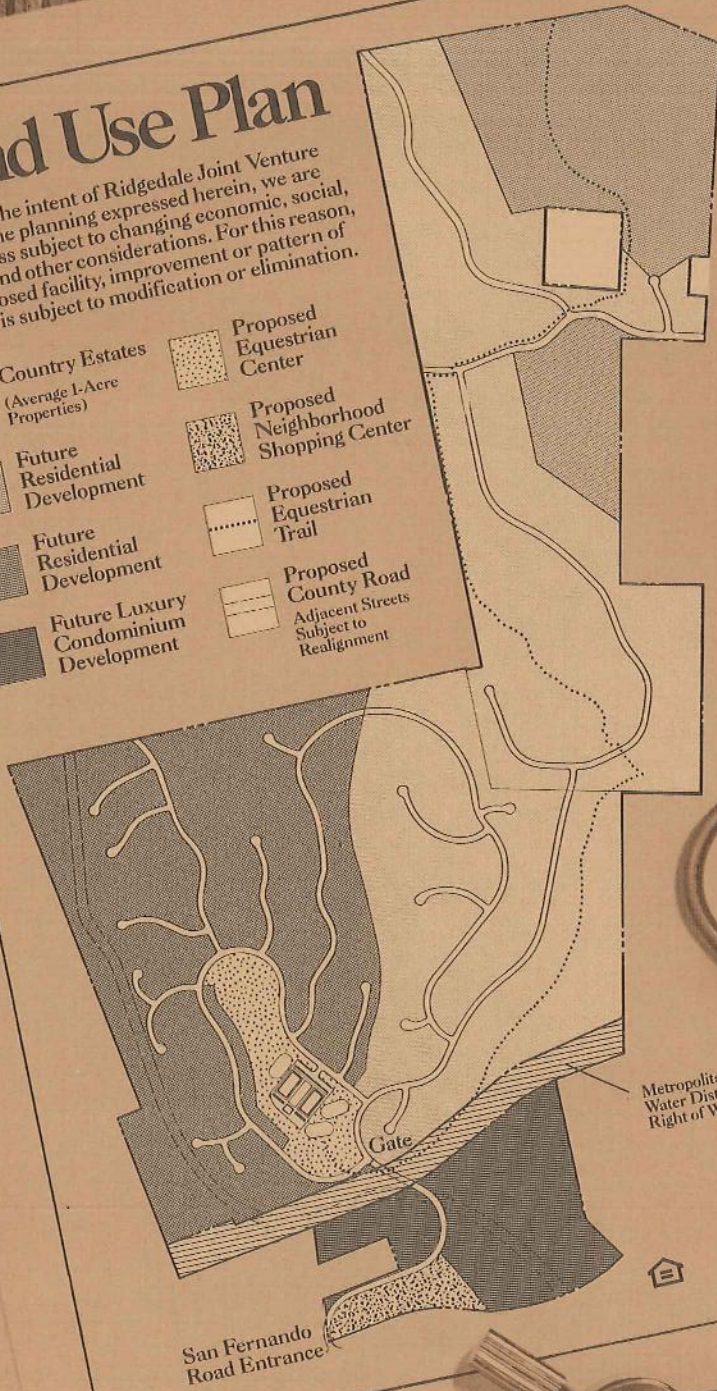 nd Use Plan
he intent of Ridgedale Joint Venture
e planning expressed herein, we are
ss subject to changing economic, social,
nd other considerations. For this reason,
osed facility, improvement or pattern of
is subject to modification or elimination.
Country Estates
(Average 1-Acre
Properties)
Future
Residential
Development
Future
Residential
Development
Future Luxury
Condominium
Development
Proposed
Equestrian
Center
Proposed
Neighborhood
Shopping Center
Proposed
Equestrian
Trail
Proposed
County Road
Adjacent Streets
Subject to
Realignment
Metropolita
Water Dist
Right of W
Gate
San Fernando
Road Entrance